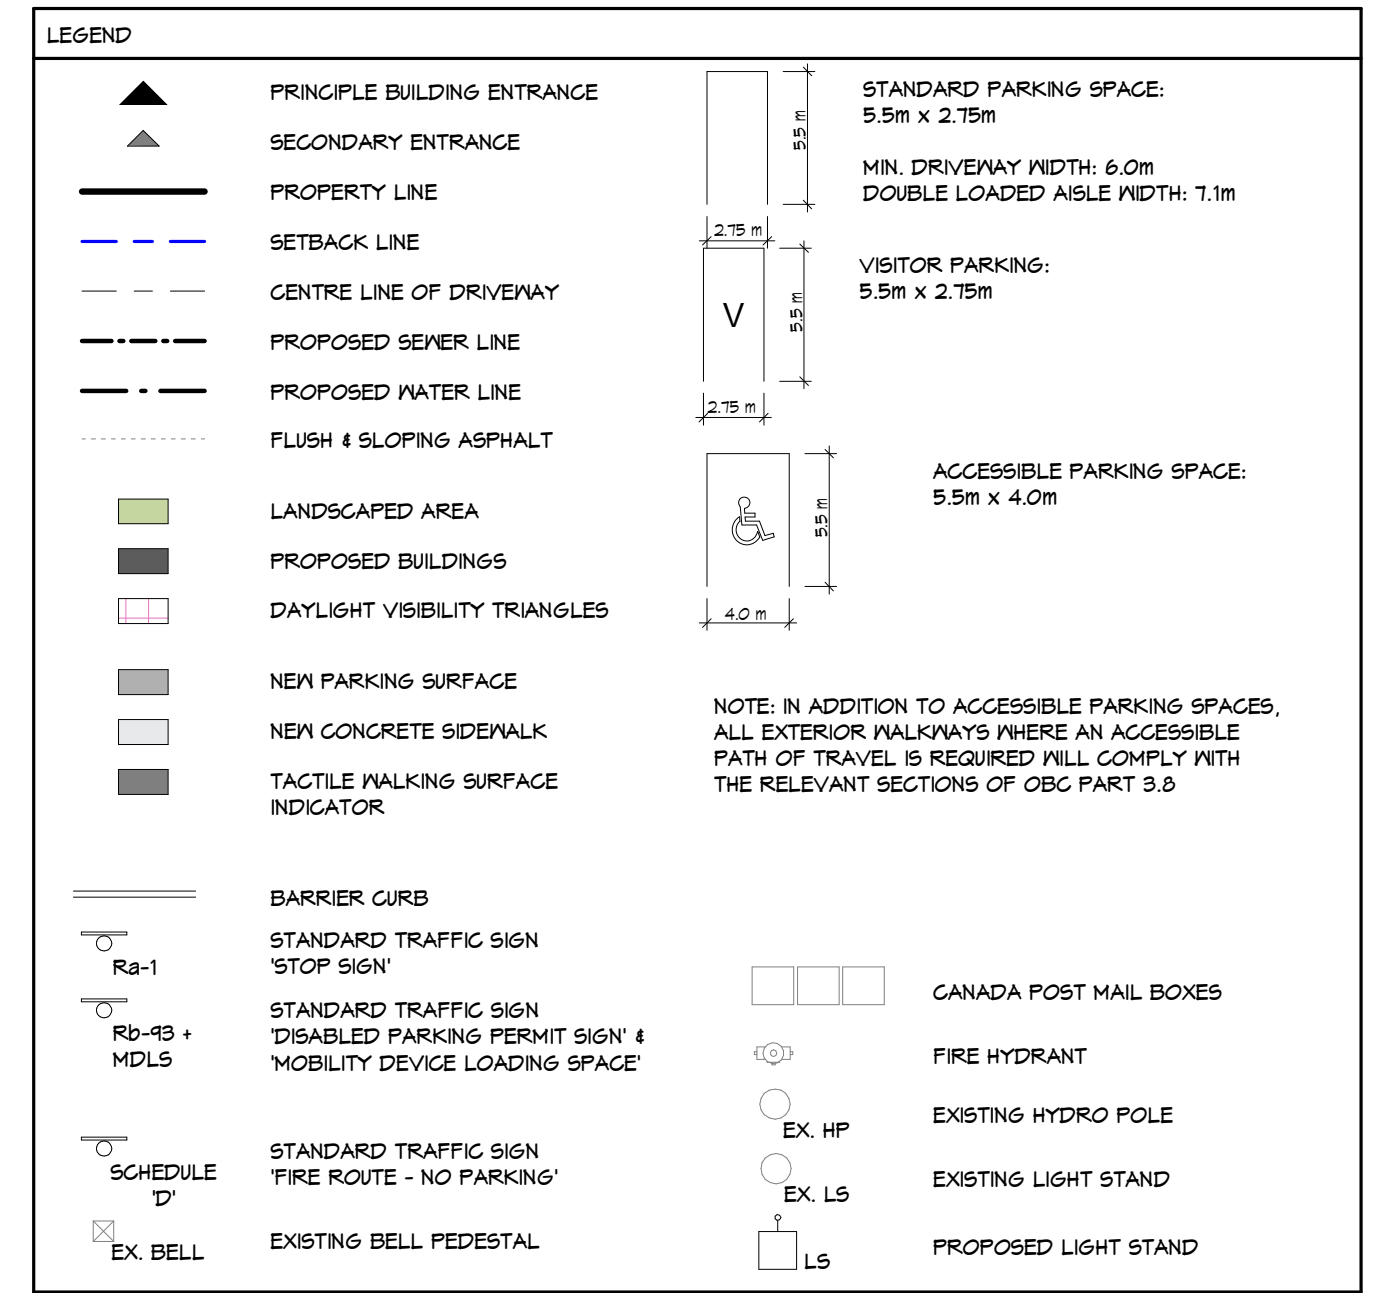 LEGEND
PRINCIPLE BUILDING ENTRANCE
SECONDARY ENTRANCE
PROPERTY LINE
SETBACK LINE
CENTRE LINE OF DRIVEWAY
PROPOSED SEWER LINE
PROPOSED WATER LINE
FLUSH & SLOPING ASPHALT
LANDSCAPED AREA
PROPOSED BUILDINGS
DAYLIGHT VISIBILITY TRIANGLES
NEW PARKING SURFACE
NEW CONCRETE SIDEWALK
TACTILE WALKING SURFACE
INDICATOR
BARRIER CURB
Ra-1
STANDARD TRAFFIC SIGN
'STOP SIGN'
Rb-93 +
MDLS
STANDARD TRAFFIC SIGN
'DISABLED PARKING PERMIT SIGN' &
'MOBILITY DEVICE LOADING SPACE'
SCHEDULE
'D'
STANDARD TRAFFIC SIGN
'FIRE ROUTE - NO PARKING'
EX. BELL
EXISTING BELL PEDESTAL
5.5 m
2.75 m
STANDARD PARKING SPACE:
5.5m x 2.75m
MIN. DRIVEWAY WIDTH: 6.0m
DOUBLE LOADED AISLE WIDTH: 7.1m
V
5.5 m
2.75 m
VISITOR PARKING:
5.5m x 2.75m
5.5 m
4.0 m
ACCESSIBLE PARKING SPACE:
5.5m x 4.0m
NOTE: IN ADDITION TO ACCESSIBLE PARKING SPACES,
ALL EXTERIOR WALKWAYS WHERE AN ACCESSIBLE
PATH OF TRAVEL IS REQUIRED WILL COMPLY WITH
THE RELEVANT SECTIONS OF OBC PART 3.8
CANADA POST MAIL BOXES
FIRE HYDRANT
EX. HP
EXISTING HYDRO POLE
EX. LS
EXISTING LIGHT STAND
LS
PROPOSED LIGHT STAND